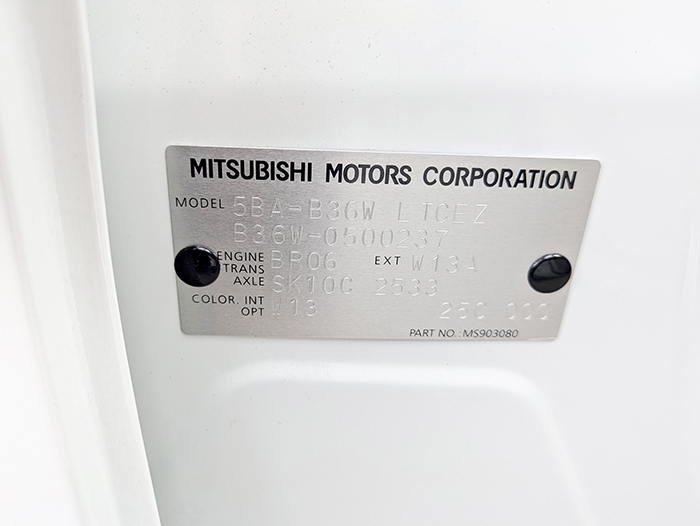 MITSUBISHI MOTORS CORPORATION
MODEL 5BA-B36W LTCEZ
B36W-0500237
ENGINE BR06 EXT W13A
TRANS AXLE SK10C 2533
COLOR. INT OPT W13 25C 000
PART NO.: MS903080